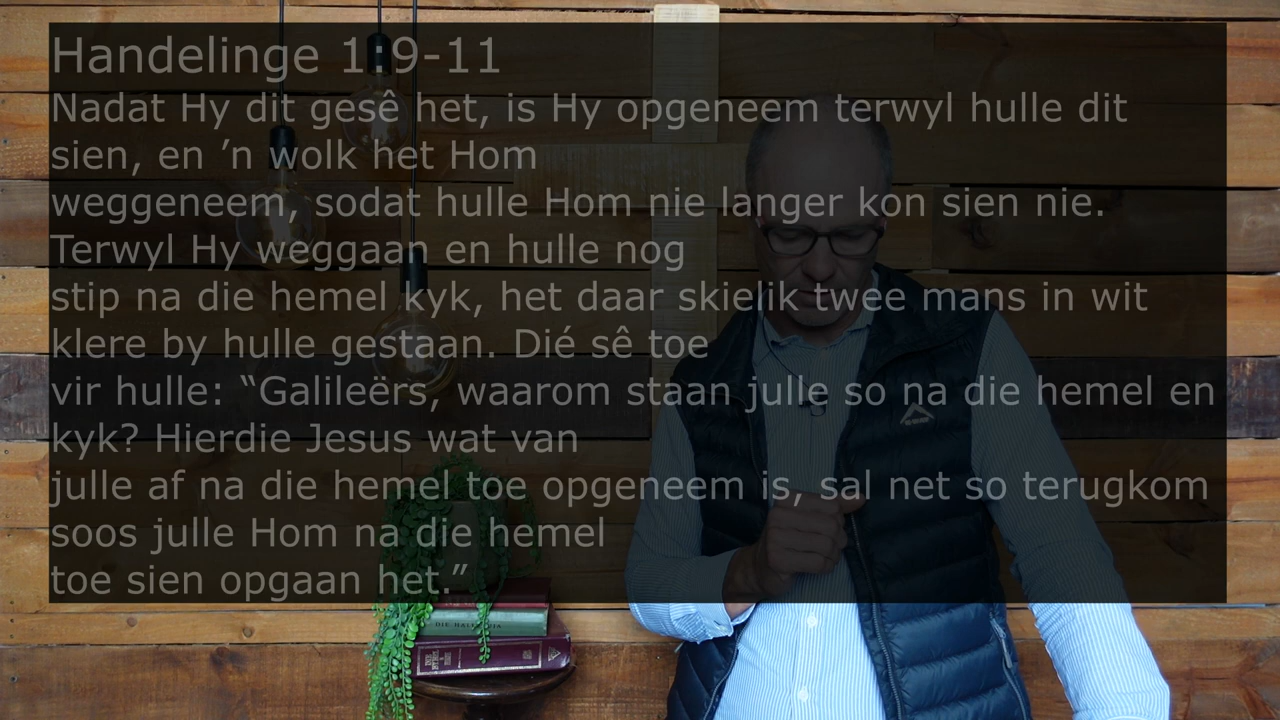 Handelinge 1:9-11
Nadat Hy dit gesê het, is Hy opgeneem terwyl hulle dit
sien, en ’n wolk het Hom
weggeneem, sodat hulle Hom nie langer kon sien nie.
Terwyl Hy weggaan en hulle nog
stip na die hemel kyk, het daar skielik twee mans in wit
klere by hulle gestaan. Dié sê toe
vir hulle: “Galileërs, waarom staan julle so na die hemel en
kyk? Hierdie Jesus wat van
julle af na die hemel toe opgeneem is, sal net so terugkom
soos julle Hom na die hemel
toe sien opgaan het.”
DIE HALLELUJA
DIE
BYBEL